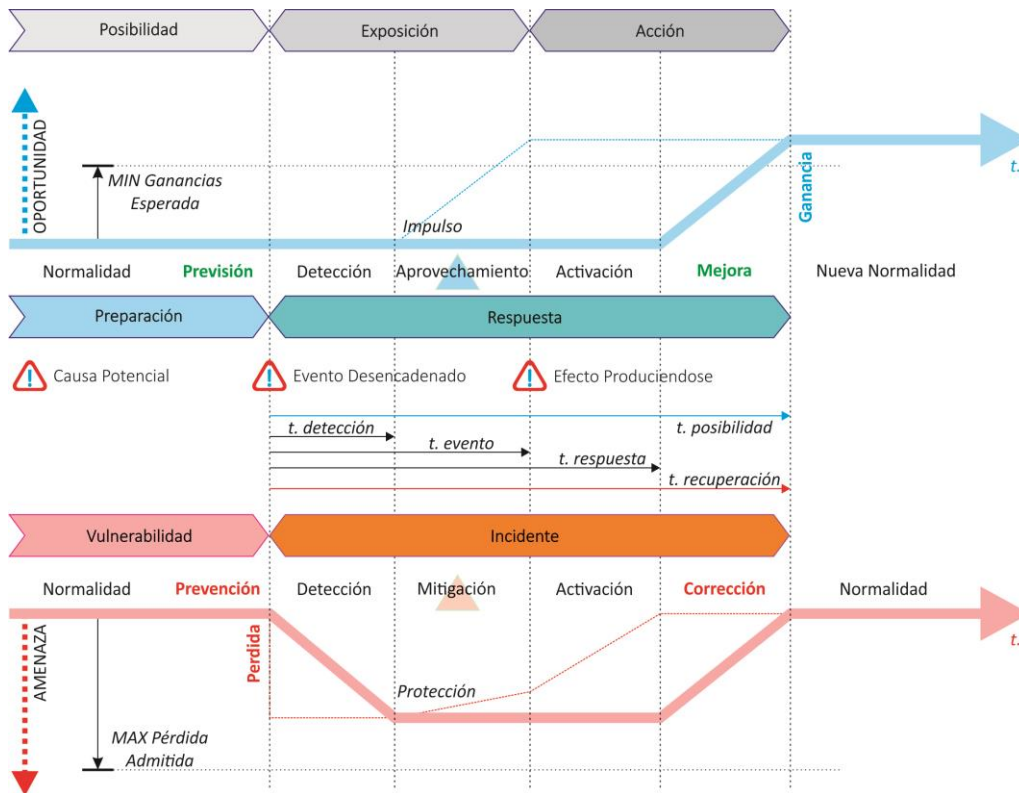 Posibilidad
Exposición
Acción
OPORTUNIDAD
MIN Ganancias
Esperada
Impulso
Ganancia
t.
Normalidad
Previsión
Detección
Aprovechamiento
Activación
Mejora
Nueva Normalidad
Preparación
Respuesta
Causa Potencial
Evento Desencadenado
Efecto Produciendose
t. posibilidad
t. detección
t. evento
t. respuesta
t. recuperación
Vulnerabilidad
Incidente
Normalidad
Prevención
Detección
Mitigación
Activación
Corrección
Normalidad
AMENAZA
Perdida
t.
Protección
MAX Pérdida
Admitida